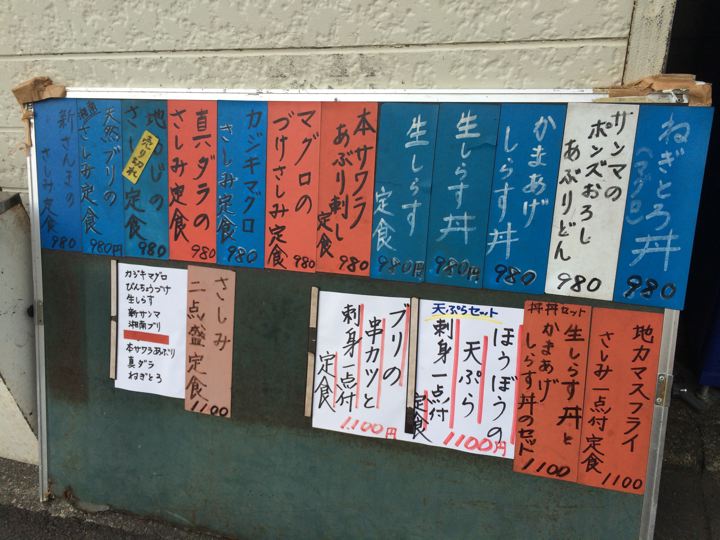 ねぎとろ丼
(マグロ)
980
サンマの
ポンズおろし
あぶりどん
980
かまあげ
しらす丼
980
生しらす丼
980円
生しらす
定食
980円
本サワラ
あぶり刺し
定食
980
マグロの
づけさしみ定食
980
カジキマグロ
さしみ定食
980
真ダラの
さしみ定食
980
さしみ定食
売り切れ
980
湘南
天然ブリの
さしみ定食
980円
新さんまの
さしみ定食
980
地カマスフライ
さしみ一点付定食
1100
丼丼セット
生しらす丼と
かまあげ
しらす丼のセット
1100
天ぷらセット
ほうぼうの
天ぷら
刺身一点付
定食
1100円
ブリの
串カツと
刺身一点付
定食
1,100円
さしみ
二点盛定食
1100
カジキマグロ
びんちょうづけ
生しらす
新サンマ
湘南ブリ
本サワラあぶり
真ダラ
ねぎとろ